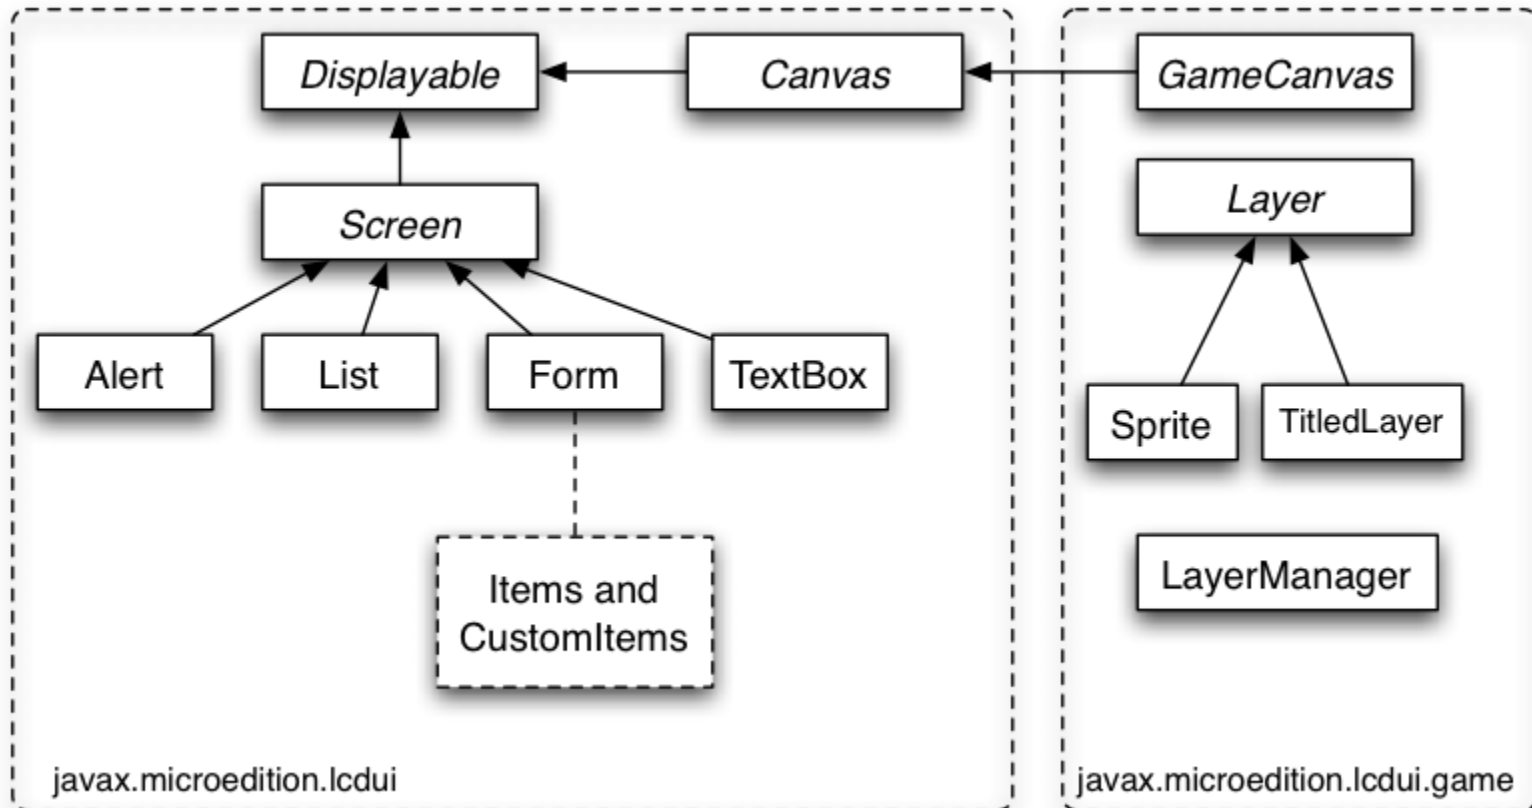 Displayable
Canvas
GameCanvas
Layer
Screen
Alert
List
Form
TextBox
Sprite
TitledLayer
Items and
CustomItems
LayerManager
javax.microedition.lcdui
javax.microedition.lcdui.game